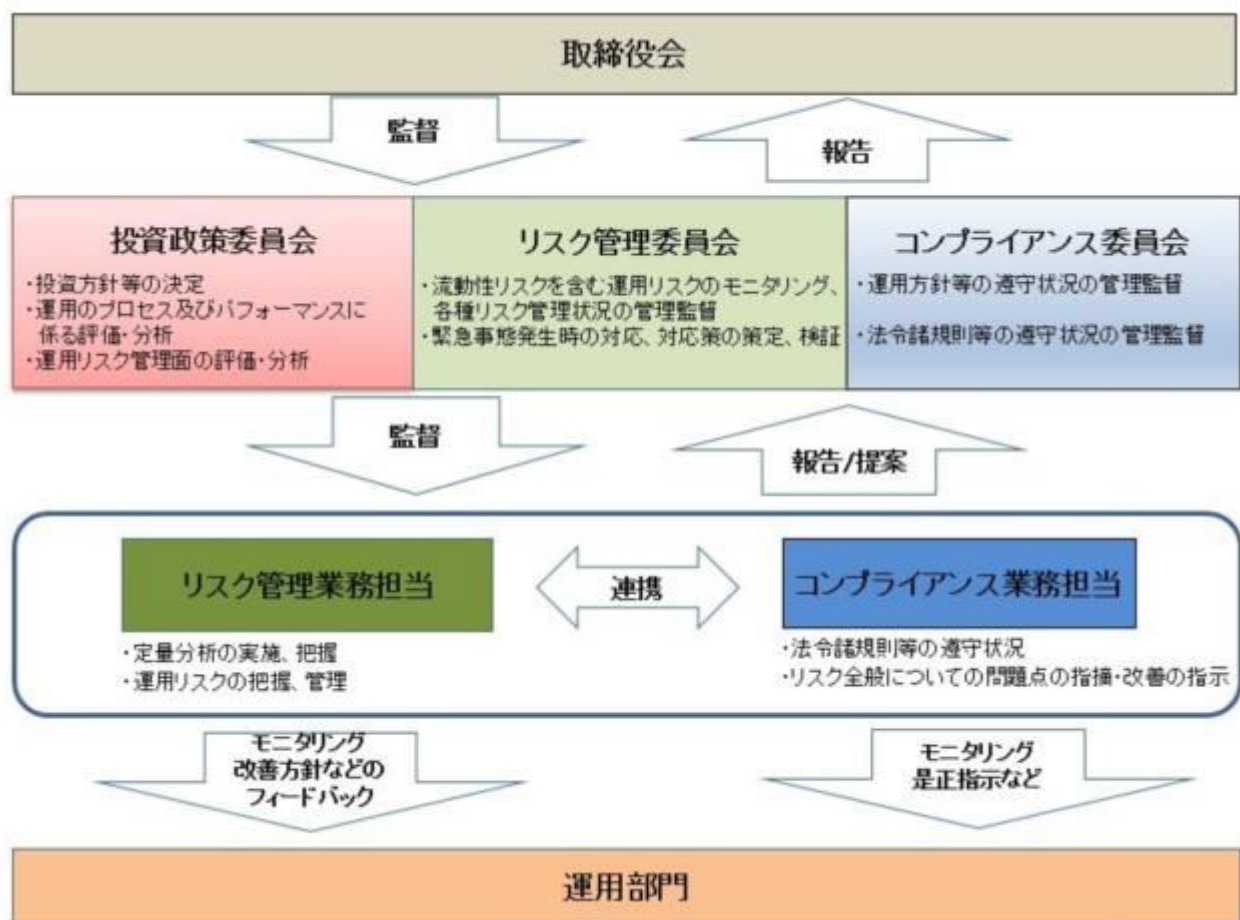 取締役会
監督
報告
投資政策委員会
・投資方針等の決定
・運用のプロセス及びパフォーマンスに
係る評価・分析
・運用リスク管理面の評価・分析
リスク管理委員会
・流動性リスクを含む運用リスクのモニタリング、
各種リスク管理状況の管理監督
・緊急事態発生時の対応、対応策の策定、検証
コンプライアンス委員会
・運用方針等の遵守状況の管理監督
・法令諸規則等の遵守状況の管理監督
監督
報告/提案
リスク管理業務担当
・定量分析の実施、把握
・運用リスクの把握、管理
連携
コンプライアンス業務担当
・法令諸規則等の遵守状況
・リスク全般についての問題点の指摘・改善の指示
モニタリング
改善方針などの
フィードバック
モニタリング
是正指示など
運用部門